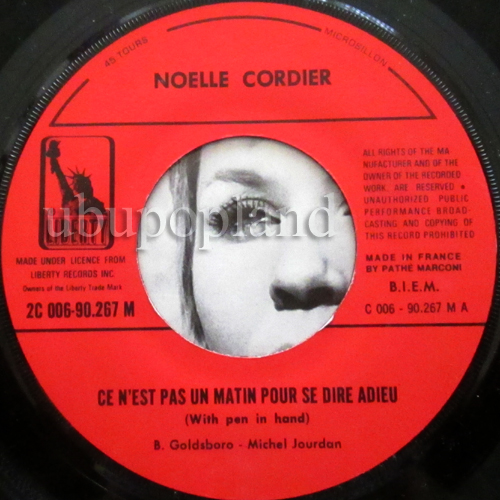 45 TOURS
MICROSILLON
NOELLE CORDIER
LIBERTY
ALL RIGHTS OF THE MA-
NUFACTURER AND OF THE
OWNER OF THE RECORDED
WORK ARE RESERVED •
UNAUTHORIZED PUBLIC
PERFORMANCE BROAD-
CASTING AND COPYING OF
THIS RECORD PROHIBITED
ubupopland
MADE UNDER LICENCE FROM
LIBERTY RECORDS INC
Owners of the Liberty Trade Mark
MADE IN FRANCE
BY PATHE MARCONI
2C 006-90.267 M
B.I.E.M.
C 006 - 90.267 M A
CE N'EST PAS UN MATIN POUR SE DIRE ADIEU
(With pen in hand)
B. Goldsboro - Michel Jourdan